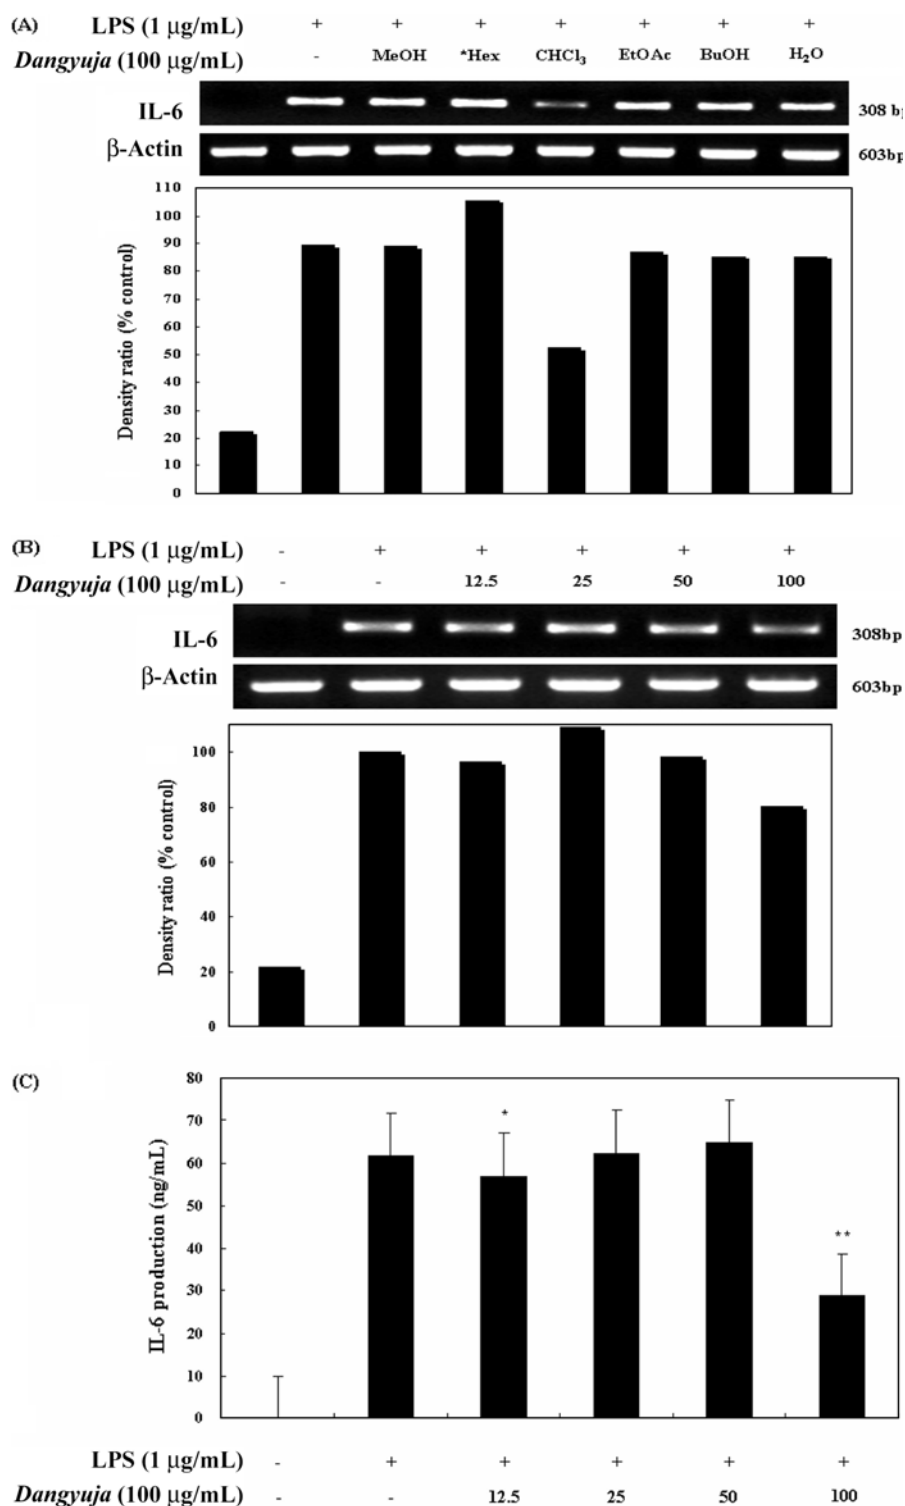 (A) LPS (1 μg/mL) + + + + + + +
Dangyuja (100 μg/mL) - MeOH *Hex CHCl₃ EtOAc BuOH H₂O
IL-6 308 bp
β-Actin 603bp
110
100
90
80
70
60
50
40
30
20
10
0
Density ratio (% control)
(B) LPS (1 μg/mL) - + + + + +
Dangyuja (100 μg/mL) - - 12.5 25 50 100
IL-6 308bp
β-Actin 603bp
100
80
60
40
20
0
Density ratio (% control)
(C)
80
70
60
50
40
30
20
10
0
IL-6 production (ng/mL)
*
**
LPS (1 μg/mL) - + + + + +
Dangyuja (100 μg/mL) - - 12.5 25 50 100